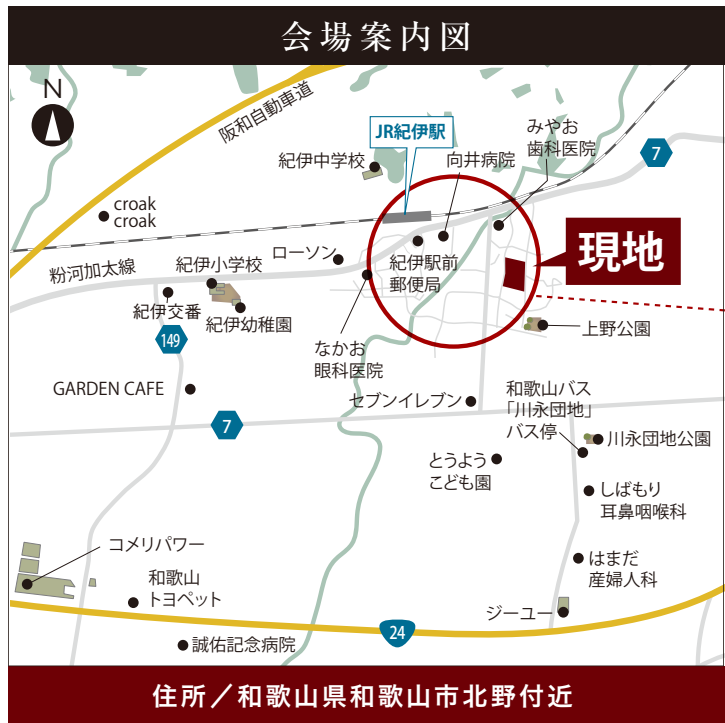 会場案内図
N
阪和自動車道
JR紀伊駅
みやお
歯科医院
7
紀伊中学校
向井病院
croak
croak
現地
ローソン
粉河加太線
紀伊小学校
紀伊駅前
郵便局
紀伊交番
紀伊幼稚園
上野公園
149
なかお
眼科医院
GARDEN CAFE
セブンイレブン
和歌山バス
「川永団地」
バス停
7
川永団地公園
とうよう
こども園
しばもり
耳鼻咽喉科
コメリパワー
はまだ
産婦人科
和歌山
トヨペット
ジーユー
24
誠佑記念病院
住所／和歌山県和歌山市北野付近